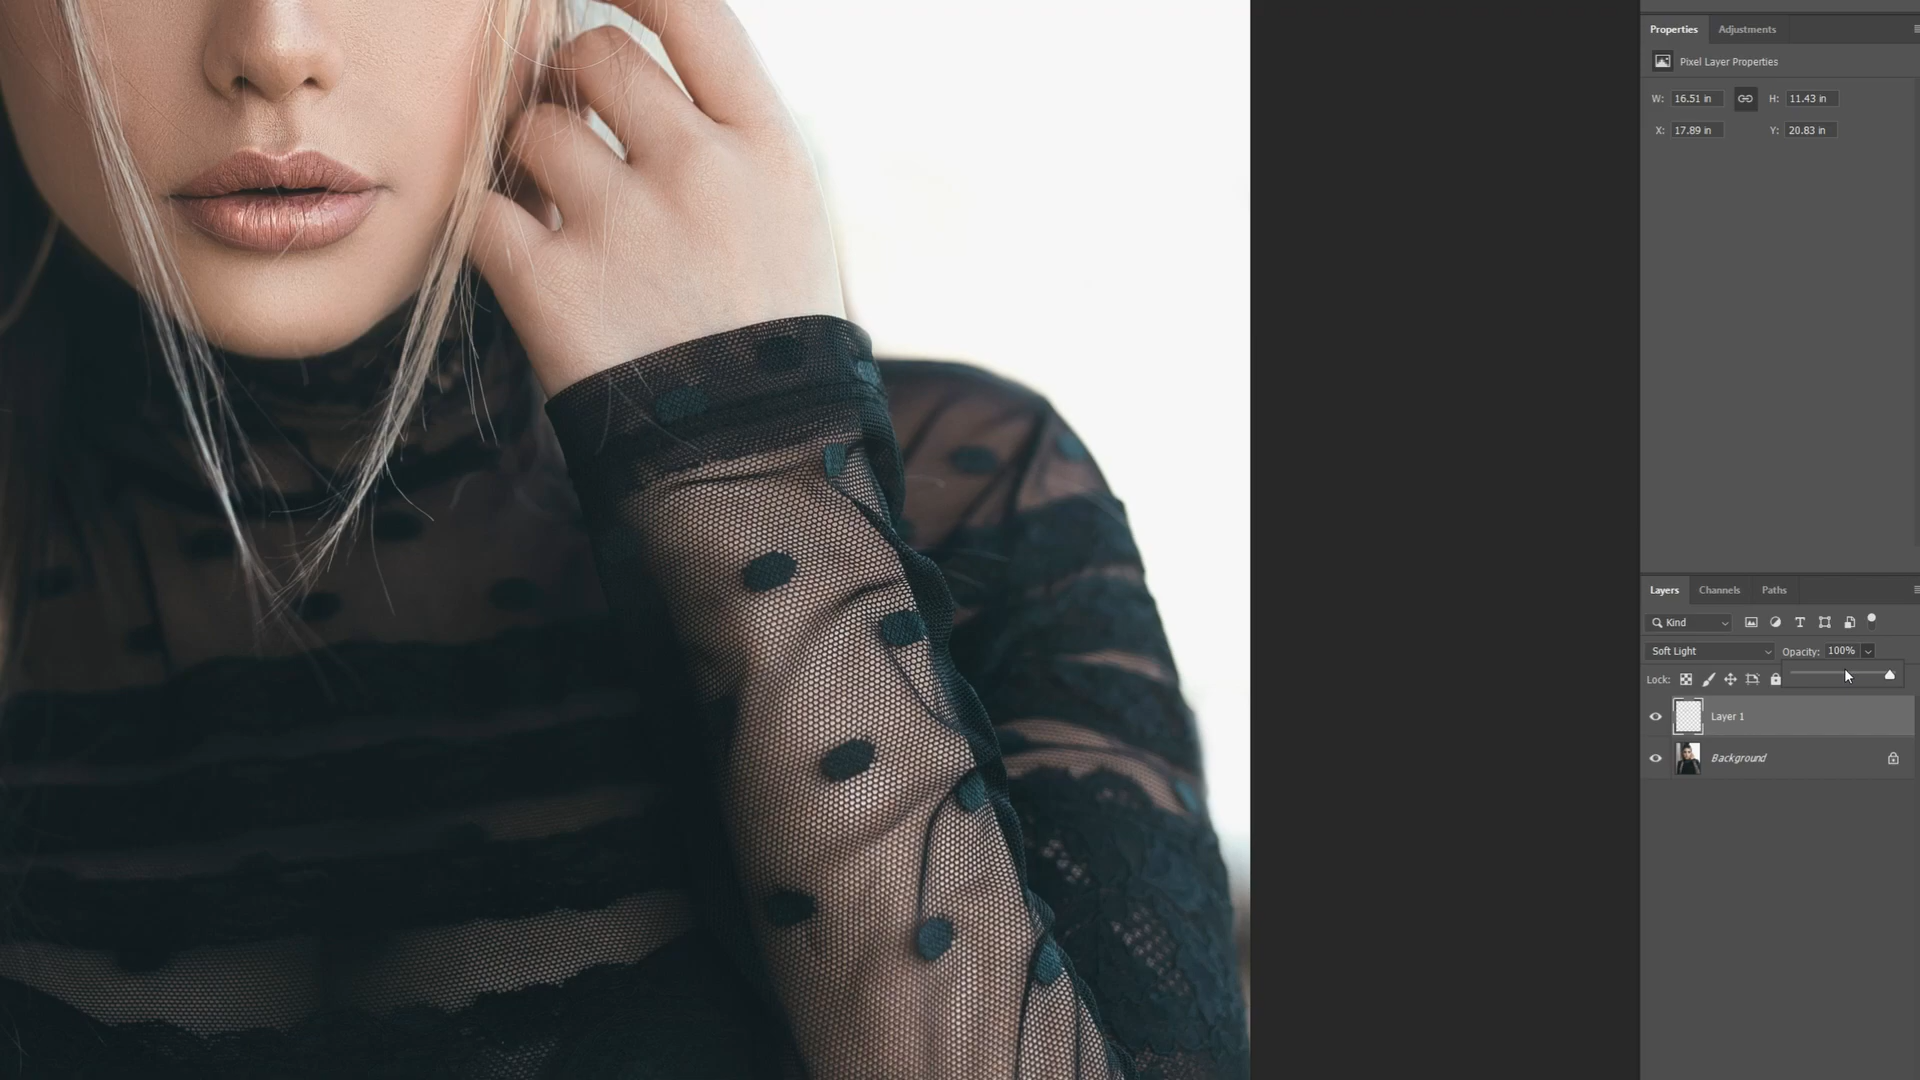 Properties Adjustments
Pixel Layer Properties
W: 16.51 in H: 11.43 in
X: 17.89 in Y: 20.83 in
Layers Channels Paths
Kind
Soft Light Opacity: 100%
Lock:
Layer 1
Background